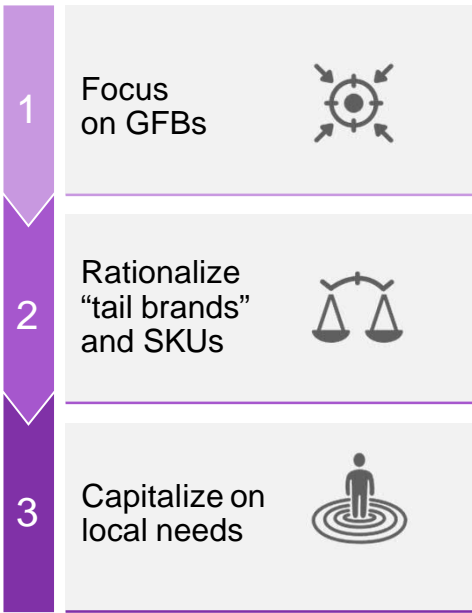 1
Focus
on GFBs
2
Rationalize
“tail brands”
and SKUs
3
Capitalize on
local needs